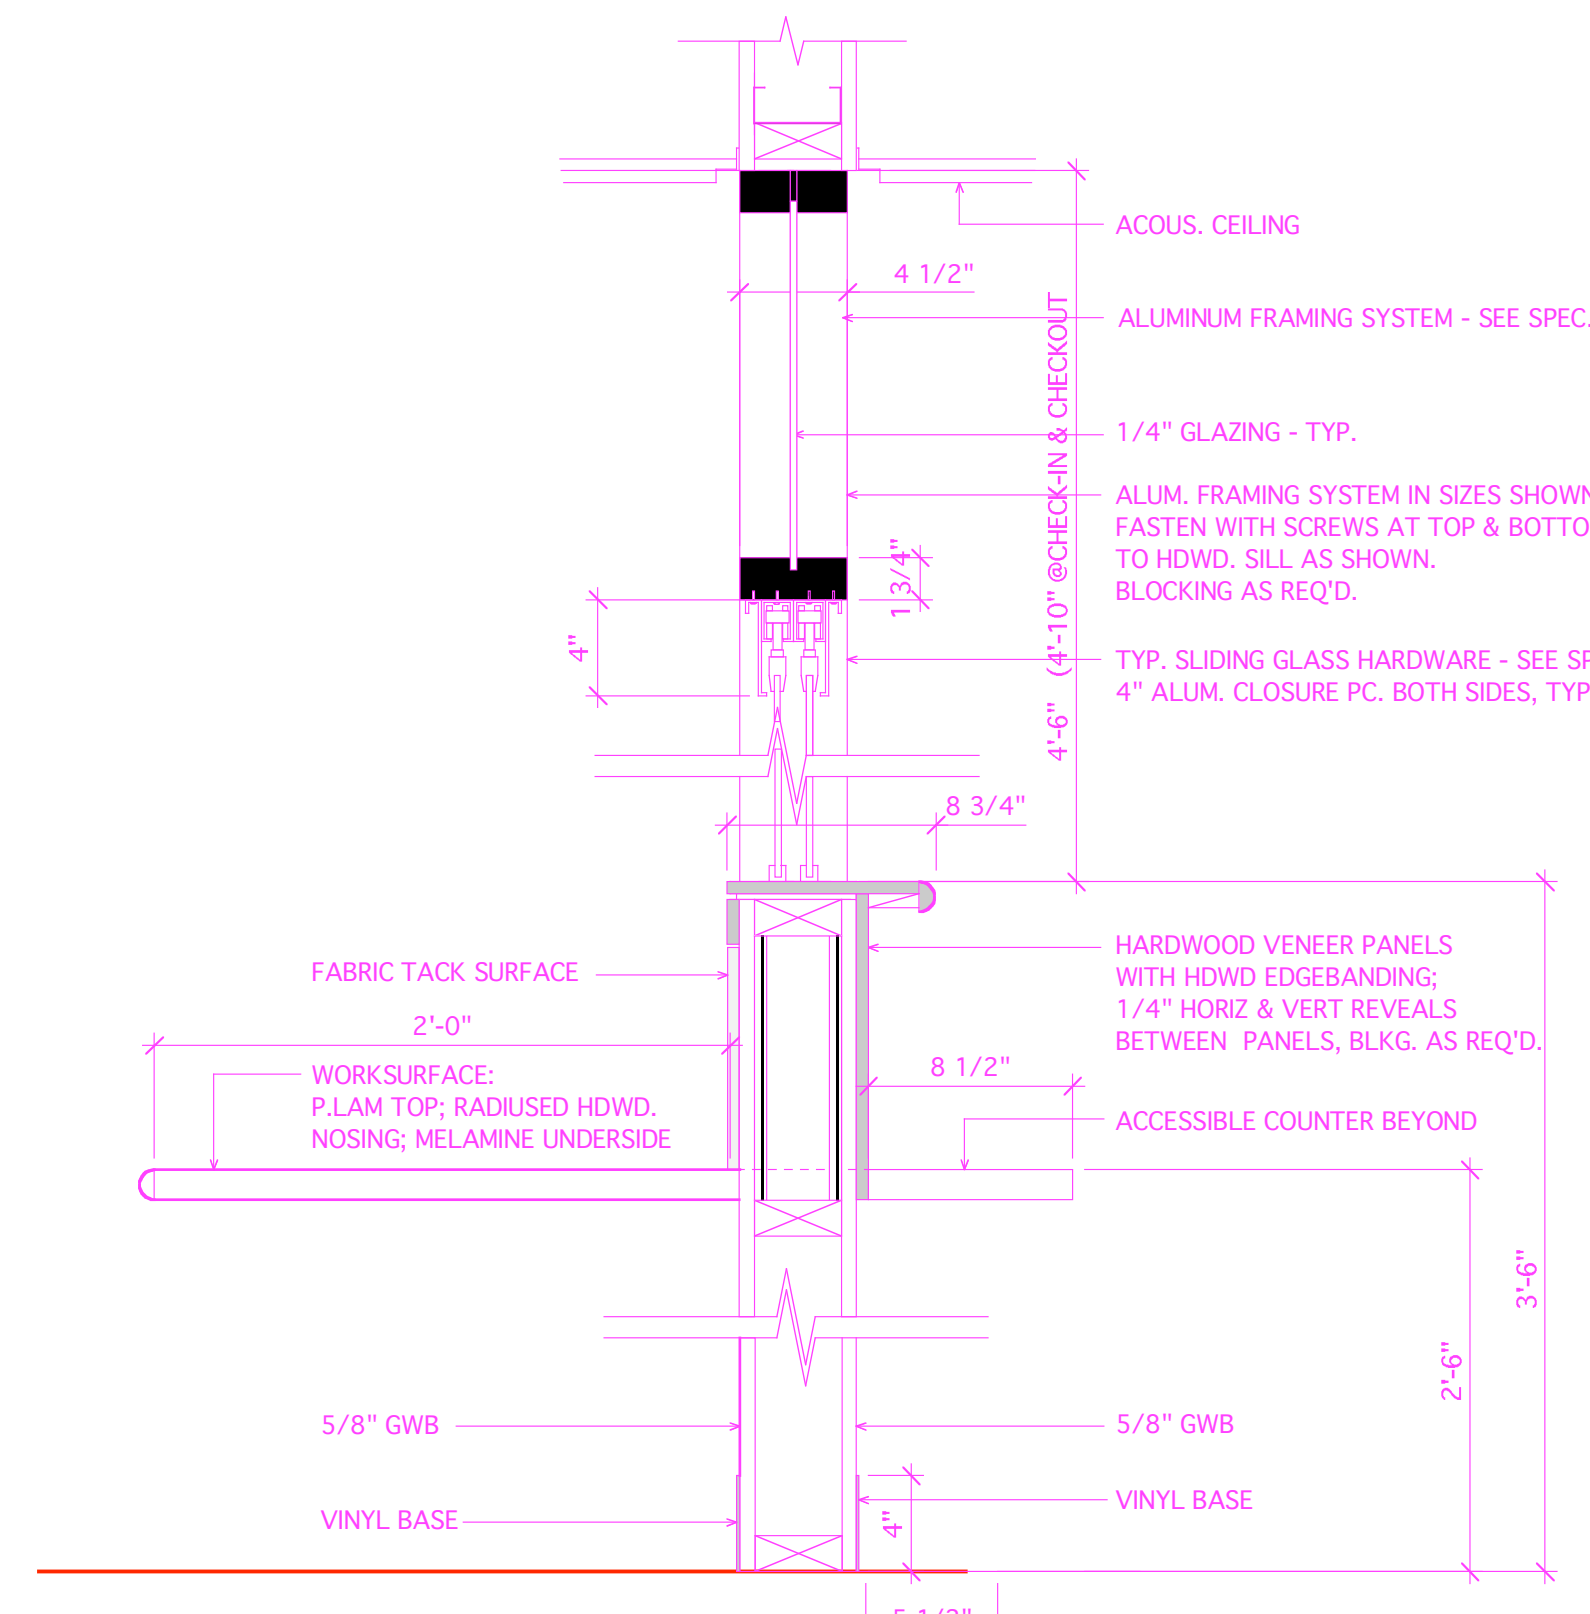 ACOUS. CEILING
4 1/2"
ALUMINUM FRAMING SYSTEM - SEE SPEC.
1/4" GLAZING - TYP.
ALUM. FRAMING SYSTEM IN SIZES SHOWN
FASTEN WITH SCREWS AT TOP & BOTTO
TO HDWD. SILL AS SHOWN.
BLOCKING AS REQ'D.
1 3/4"
4"
TYP. SLIDING GLASS HARDWARE - SEE SP
4" ALUM. CLOSURE PC. BOTH SIDES, TYP
4'-6" (4'-10" @CHECK-IN & CHECKOUT
8 3/4"
HARDWOOD VENEER PANELS
WITH HDWD EDGEBANDING;
1/4" HORIZ & VERT REVEALS
BETWEEN PANELS, BLKG. AS REQ'D.
FABRIC TACK SURFACE
2'-0"
WORKSURFACE:
P.LAM TOP; RADIUSED HDWD.
NOSING; MELAMINE UNDERSIDE
8 1/2"
ACCESSIBLE COUNTER BEYOND
3'-6"
2'-6"
5/8" GWB
5/8" GWB
VINYL BASE
VINYL BASE
4"
5 1/2"